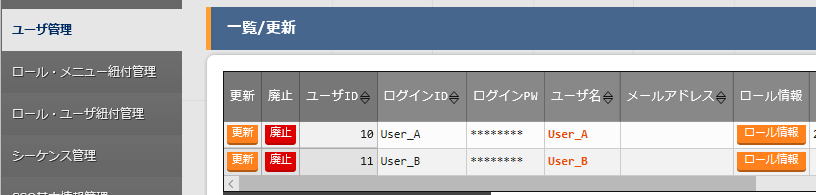 ユーザ管理
一覧/更新
ロール・メニュー紐付管理
更新 廃止 ユーザID ログインID ログインPW ユーザ名 メールアドレス ロール情報
ロール・ユーザ紐付管理
更新 廃止 10 User_A ******** User_A ロール情報
シーケンス管理
更新 廃止 11 User_B ******** User_B ロール情報